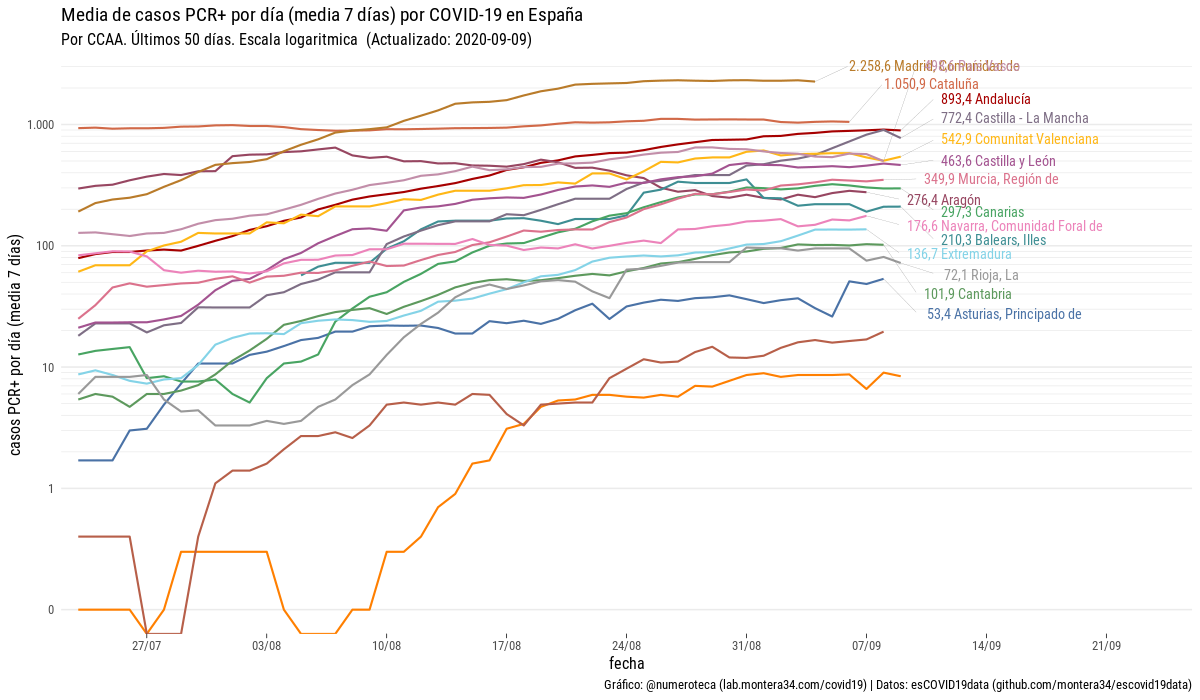 Media de casos PCR+ por día (media 7 días) por COVID-19 en España
Por CCAA. Últimos 50 días. Escala logaritmica (Actualizado: 2020-09-09)
2.258,6 Madrid, Comunidad de
1.050,9 Cataluña
893,4 Andalucía
772,4 Castilla - La Mancha
542,9 Comunitat Valenciana
463,6 Castilla y León
349,9 Murcia, Región de
276,4 Aragón
297,3 Canarias
176,6 Navarra, Comunidad Foral de
210,3 Balears, Illes
136,7 Extremadura
72,1 Rioja, La
101,9 Cantabria
53,4 Asturias, Principado de
casos PCR+ por día (media 7 días)
1.000
100
10
1
0
27/07
03/08
10/08
17/08
24/08
31/08
07/09
14/09
21/09
fecha
Gráfico: @numeroteca (lab.montera34.com/covid19) | Datos: esCOVID19data (github.com/montera34/escovid19data)